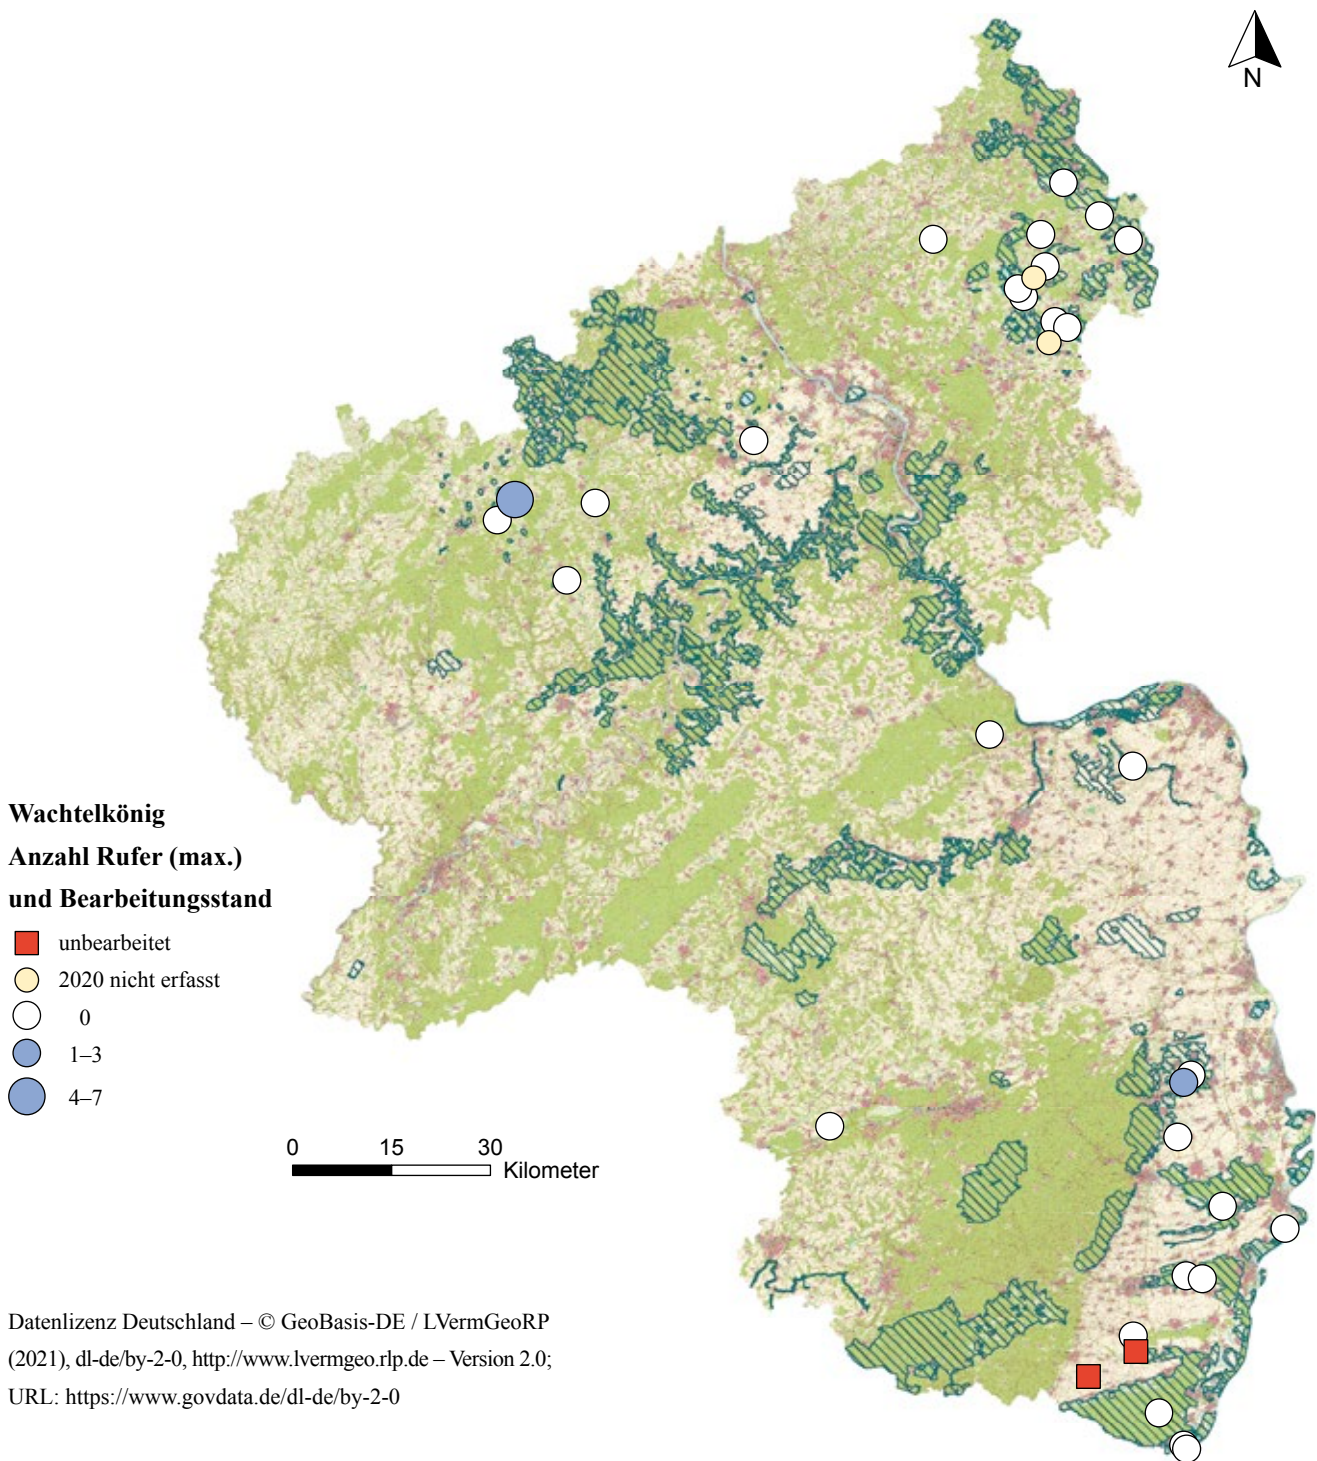 N
Wachtelkönig
Anzahl Rufer (max.)
und Bearbeitungsstand
unbearbeitet
2020 nicht erfasst
0
1–3
4–7
0 15 30
Kilometer
Datenlizenz Deutschland – © GeoBasis-DE / LVermGeoRP
(2021), dl-de/by-2-0, http://www.lvermgeo.rlp.de – Version 2.0;
URL: https://www.govdata.de/dl-de/by-2-0